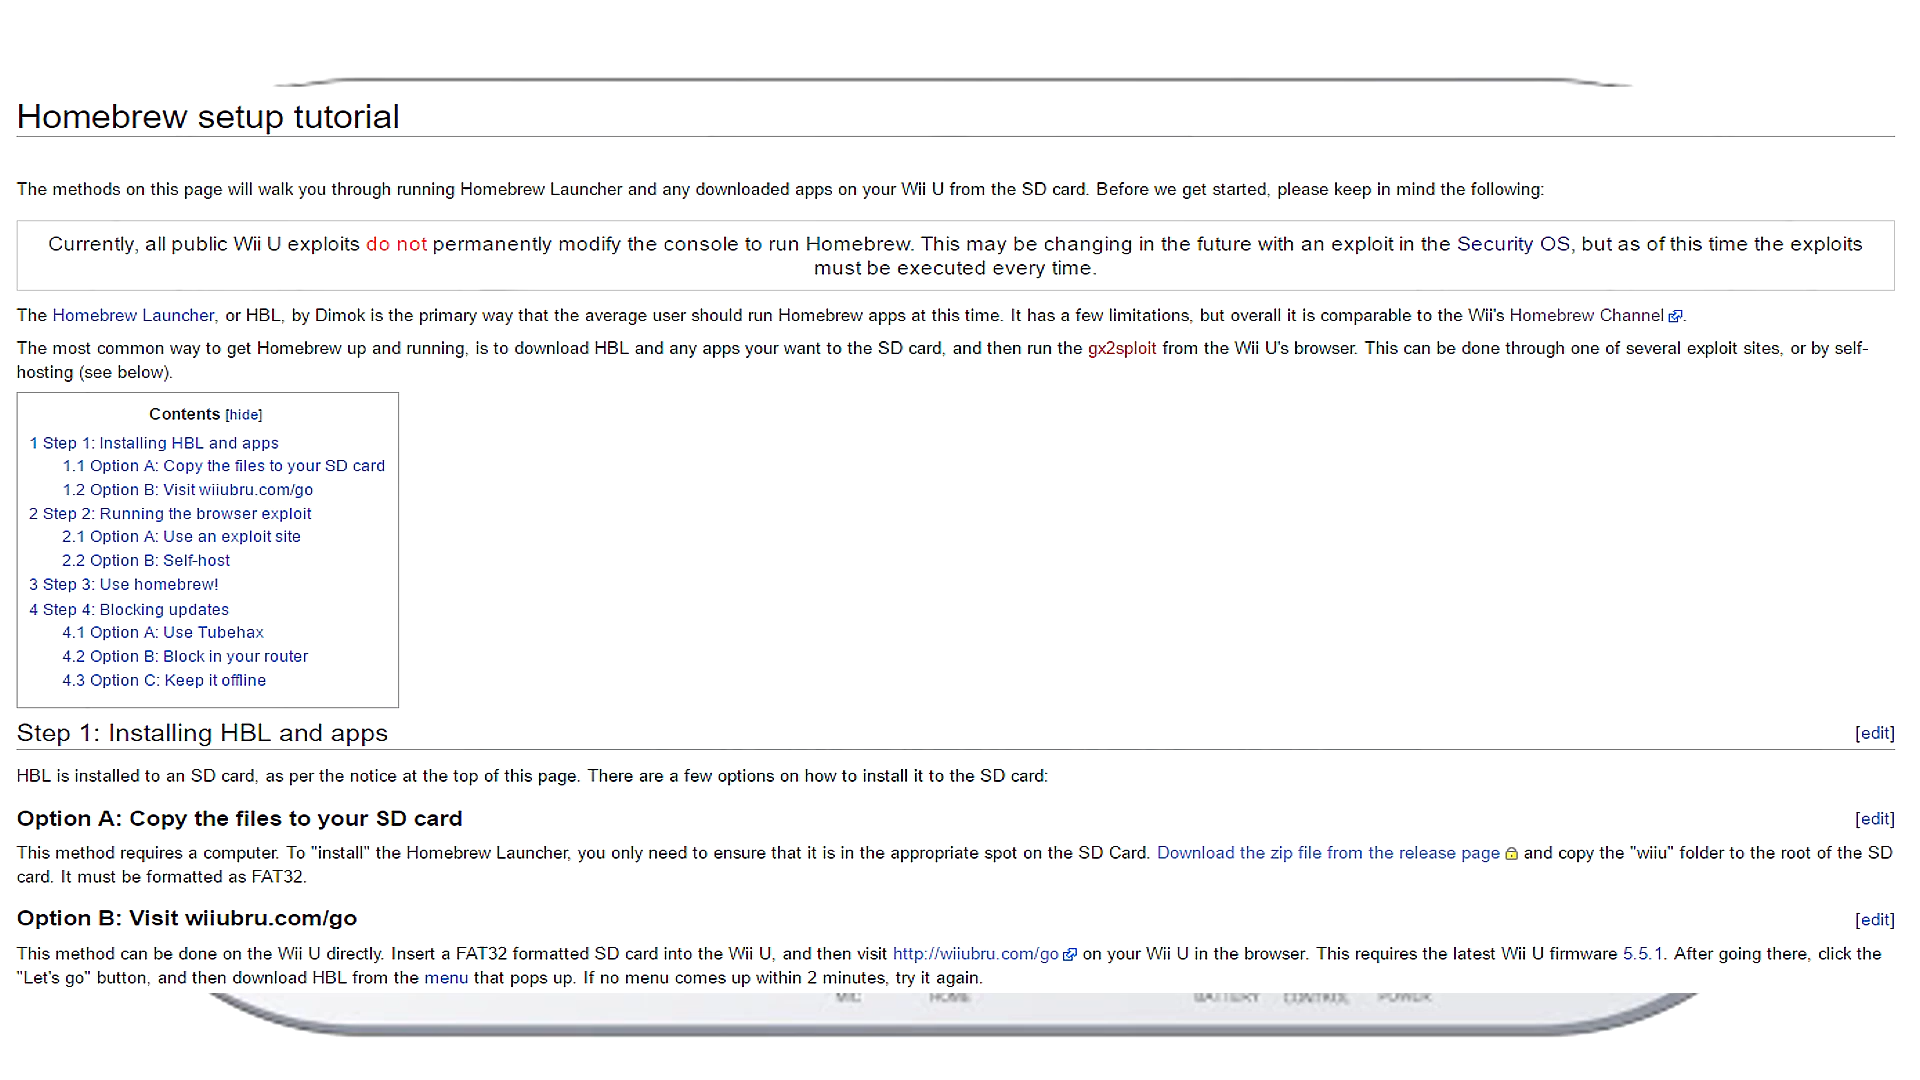 Homebrew setup tutorial
The methods on this page will walk you through running Homebrew Launcher and any downloaded apps on your Wii U from the SD card. Before we get started, please keep in mind the following:
Currently, all public Wii U exploits do not permanently modify the console to run Homebrew. This may be changing in the future with an exploit in the Security OS, but as of this time the exploits
must be executed every time.
The Homebrew Launcher, or HBL, by Dimok is the primary way that the average user should run Homebrew apps at this time. It has a few limitations, but overall it is comparable to the Wii's Homebrew Channel.
The most common way to get Homebrew up and running, is to download HBL and any apps your want to the SD card, and then run the gx2sploit from the Wii U's browser. This can be done through one of several exploit sites, or by self-
hosting (see below).
Contents [hide]
1 Step 1: Installing HBL and apps
1.1 Option A: Copy the files to your SD card
1.2 Option B: Visit wiiubru.com/go
2 Step 2: Running the browser exploit
2.1 Option A: Use an exploit site
2.2 Option B: Self-host
3 Step 3: Use homebrew!
4 Step 4: Blocking updates
4.1 Option A: Use Tubehax
4.2 Option B: Block in your router
4.3 Option C: Keep it offline
Step 1: Installing HBL and apps [edit]
HBL is installed to an SD card, as per the notice at the top of this page. There are a few options on how to install it to the SD card:
Option A: Copy the files to your SD card [edit]
This method requires a computer. To "install" the Homebrew Launcher, you only need to ensure that it is in the appropriate spot on the SD Card. Download the zip file from the release page and copy the "wiiu" folder to the root of the SD
card. It must be formatted as FAT32.
Option B: Visit wiiubru.com/go [edit]
This method can be done on the Wii U directly. Insert a FAT32 formatted SD card into the Wii U, and then visit http://wiiubru.com/go on your Wii U in the browser. This requires the latest Wii U firmware 5.5.1. After going there, click the
"Let's go" button, and then download HBL from the menu that pops up. If no menu comes up within 2 minutes, try it again.
MIC HOME BATTERY CONTROL POWER